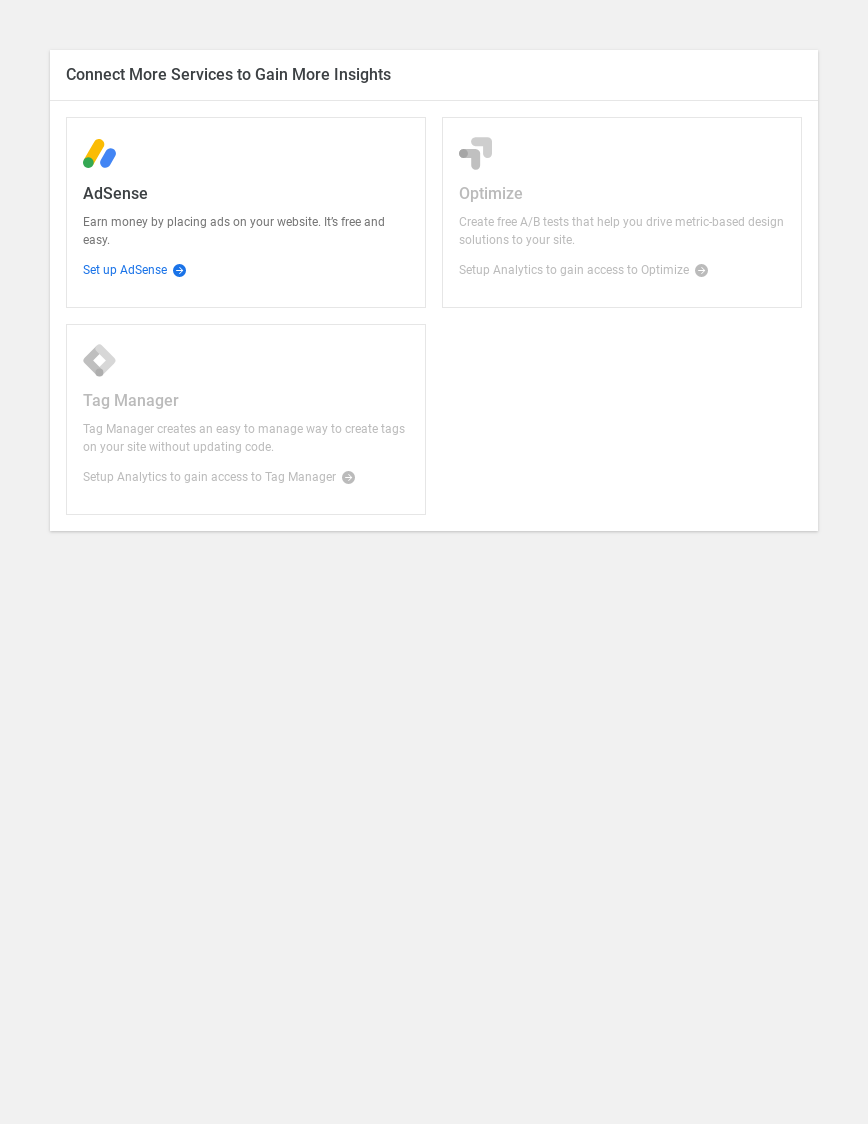 Connect More Services to Gain More Insights
AdSense
Earn money by placing ads on your website. It’s free and
easy.
Set up AdSense
Optimize
Create free A/B tests that help you drive metric-based design
solutions to your site.
Setup Analytics to gain access to Optimize
Tag Manager
Tag Manager creates an easy to manage way to create tags
on your site without updating code.
Setup Analytics to gain access to Tag Manager